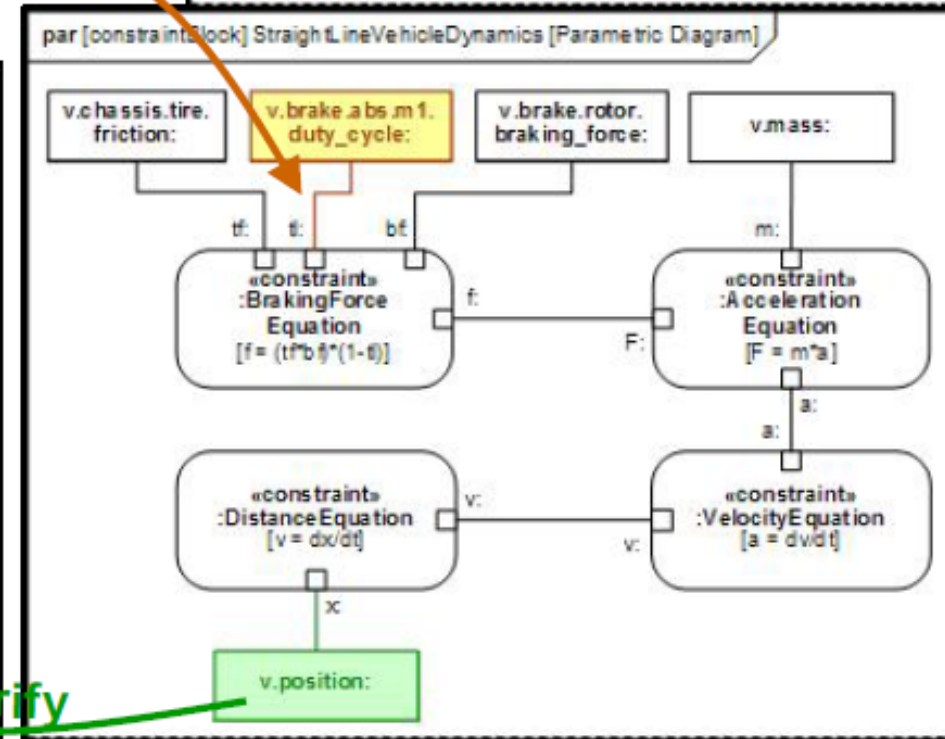 par [constraintBlock] StraightLineVehicleDynamics [Parametric Diagram]
v.chassis.tire.
friction:
v.brake.abs.m1.
duty_cycle:
v.brake.rotor.
braking_force:
v.mass:
tf:
tl:
bf:
m:
«constraint»
:BrakingForce
Equation
[f = (tf*bf)*(1-tl)]
f:
F:
«constraint»
:Acceleration
Equation
[F = m*a]
a:
a:
«constraint»
:DistanceEquation
[v = dx/dt]
v:
v:
«constraint»
:VelocityEquation
[a = dv/dt]
x:
v.position: